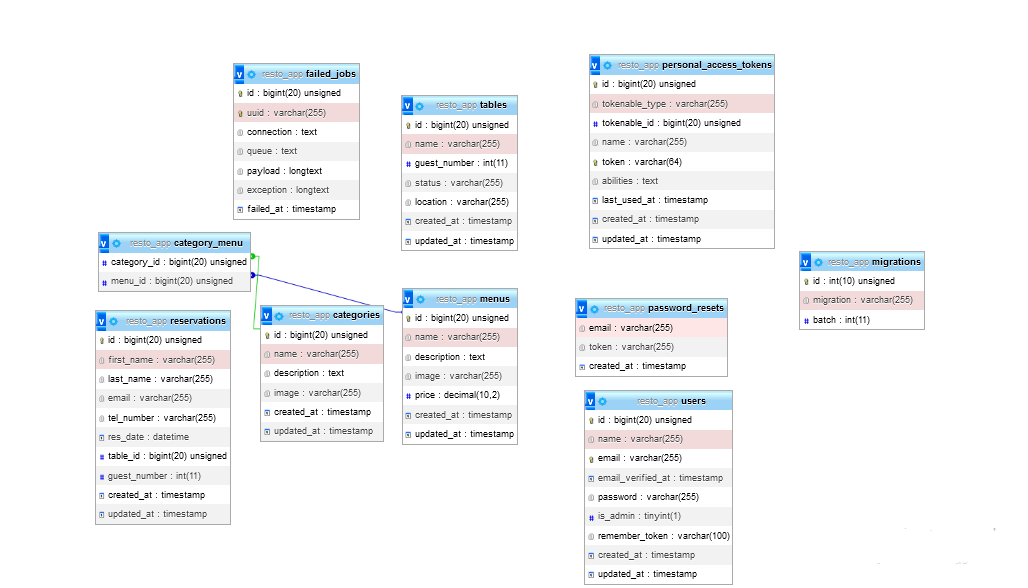 resto_app failed_jobs
id : bigint(20) unsigned
uuid : varchar(255)
connection : text
queue : text
payload : longtext
exception : longtext
failed_at : timestamp
resto_app tables
id : bigint(20) unsigned
name : varchar(255)
guest_number : int(11)
status : varchar(255)
location : varchar(255)
created_at : timestamp
updated_at : timestamp
resto_app personal_access_tokens
id : bigint(20) unsigned
tokenable_type : varchar(255)
tokenable_id : bigint(20) unsigned
name : varchar(255)
token : varchar(64)
abilities : text
last_used_at : timestamp
created_at : timestamp
updated_at : timestamp
resto_app category_menu
category_id : bigint(20) unsigned
menu_id : bigint(20) unsigned
resto_app migrations
id : int(10) unsigned
migration : varchar(255)
batch : int(11)
resto_app reservations
id : bigint(20) unsigned
first_name : varchar(255)
last_name : varchar(255)
email : varchar(255)
tel_number : varchar(255)
res_date : datetime
table_id : bigint(20) unsigned
guest_number : int(11)
created_at : timestamp
updated_at : timestamp
resto_app categories
id : bigint(20) unsigned
name : varchar(255)
description : text
image : varchar(255)
created_at : timestamp
updated_at : timestamp
resto_app menus
id : bigint(20) unsigned
name : varchar(255)
description : text
image : varchar(255)
price : decimal(10,2)
created_at : timestamp
updated_at : timestamp
resto_app password_resets
email : varchar(255)
token : varchar(255)
created_at : timestamp
resto_app users
id : bigint(20) unsigned
name : varchar(255)
email : varchar(255)
email_verified_at : timestamp
password : varchar(255)
is_admin : tinyint(1)
remember_token : varchar(100)
created_at : timestamp
updated_at : timestamp